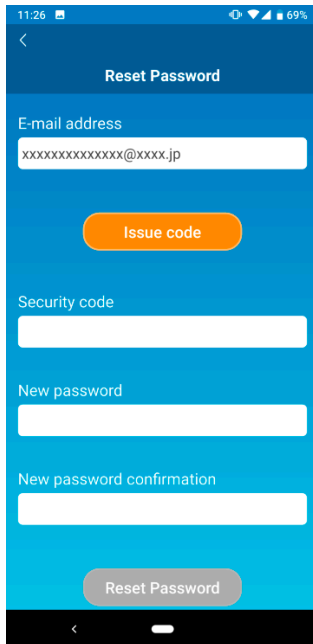 11:26
69%
Reset Password
E-mail address
xxxxxxxxxxxxxx@xxxx.jp
Issue code
Security code
New password
New password confirmation
Reset Password